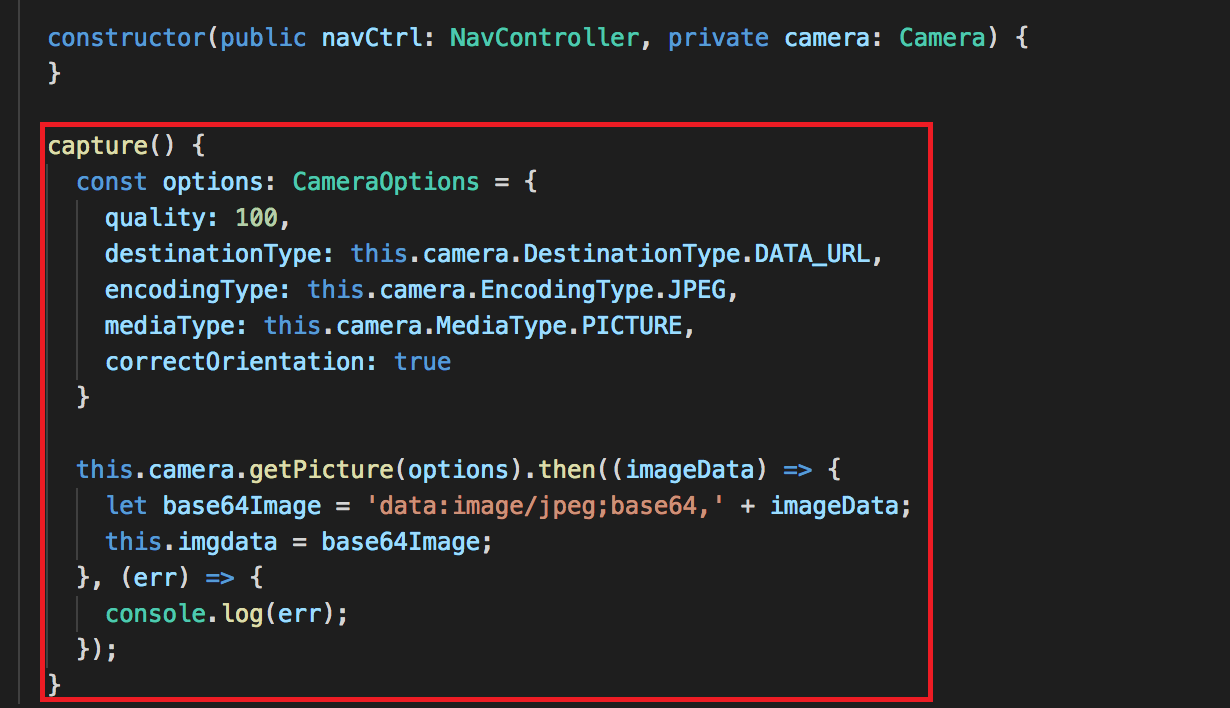 constructor(public navCtrl: NavController, private camera: Camera) {
}
capture() {
const options: CameraOptions = {
quality: 100,
destinationType: this.camera.DestinationType.DATA_URL,
encodingType: this.camera.EncodingType.JPEG,
mediaType: this.camera.MediaType.PICTURE,
correctOrientation: true
}
this.camera.getPicture(options).then((imageData) => {
let base64Image = 'data:image/jpeg;base64,' + imageData;
this.imgdata = base64Image;
}, (err) => {
console.log(err);
});
}